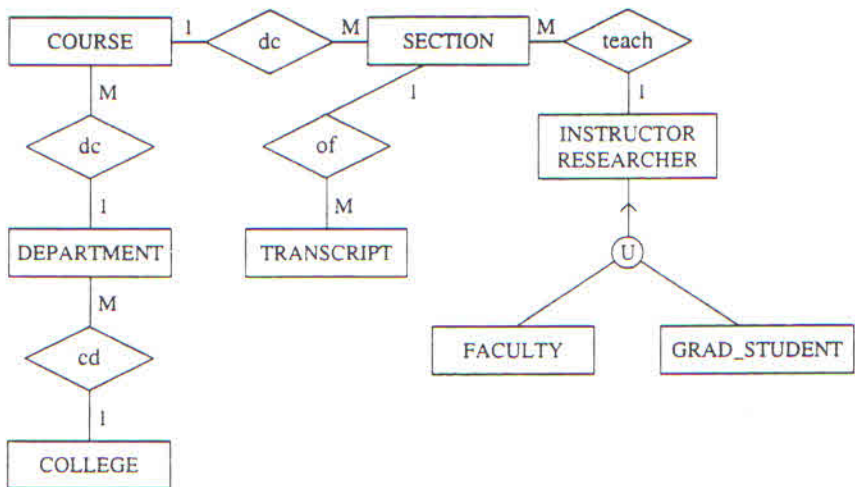 COURSE
1
dc
M
SECTION
M
teach
M
1
1
dc
of
INSTRUCTOR
RESEARCHER
1
M
DEPARTMENT
TRANSCRIPT
U
M
cd
FACULTY
GRAD_STUDENT
1
COLLEGE